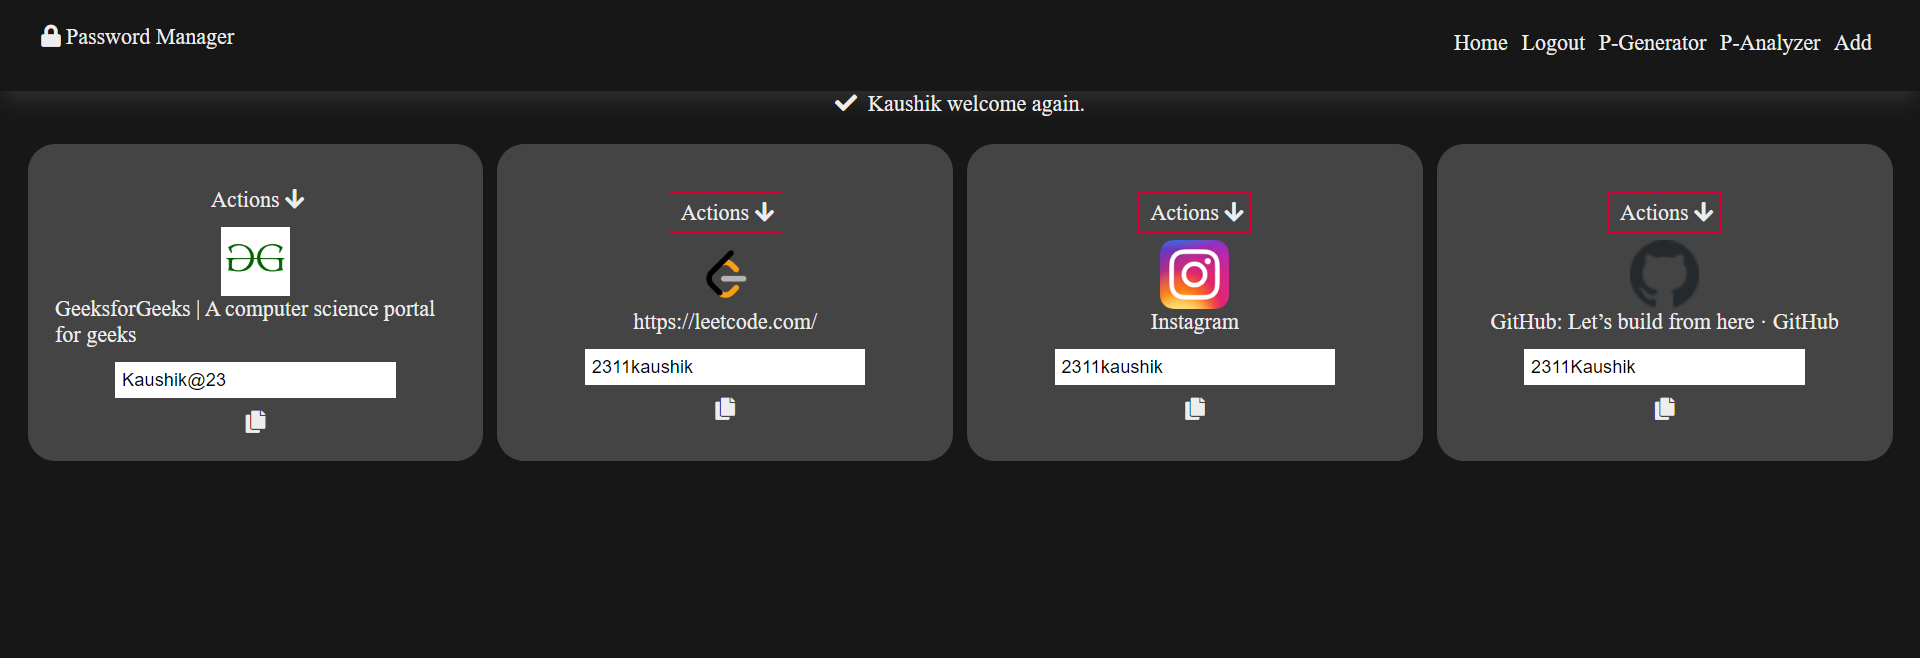 Password Manager
Home Logout P-Generator P-Analyzer Add
Kaushik welcome again.
Actions
GeeksforGeeks | A computer science portal
for geeks
Kaushik@23
Actions
https://leetcode.com/
2311kaushik
Actions
Instagram
2311kaushik
Actions
GitHub: Let’s build from here · GitHub
2311Kaushik